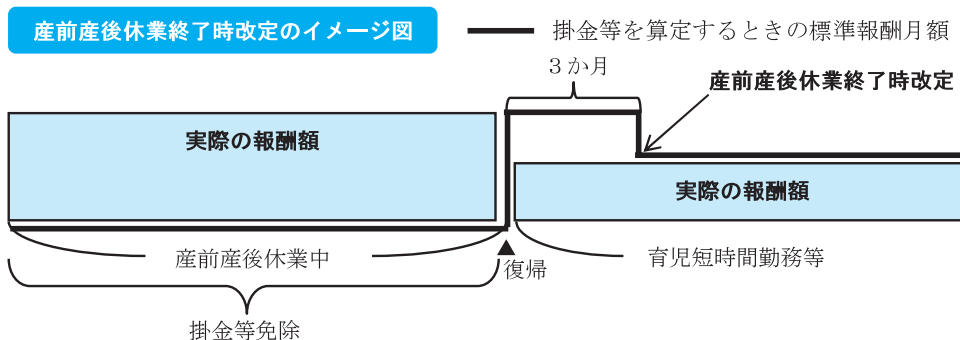 産前産後休業終了時改定のイメージ図
掛金等を算定するときの標準報酬月額
３か月
産前産後休業終了時改定
実際の報酬額
実際の報酬額
産前産後休業中
育児短時間勤務等
復帰
掛金等免除